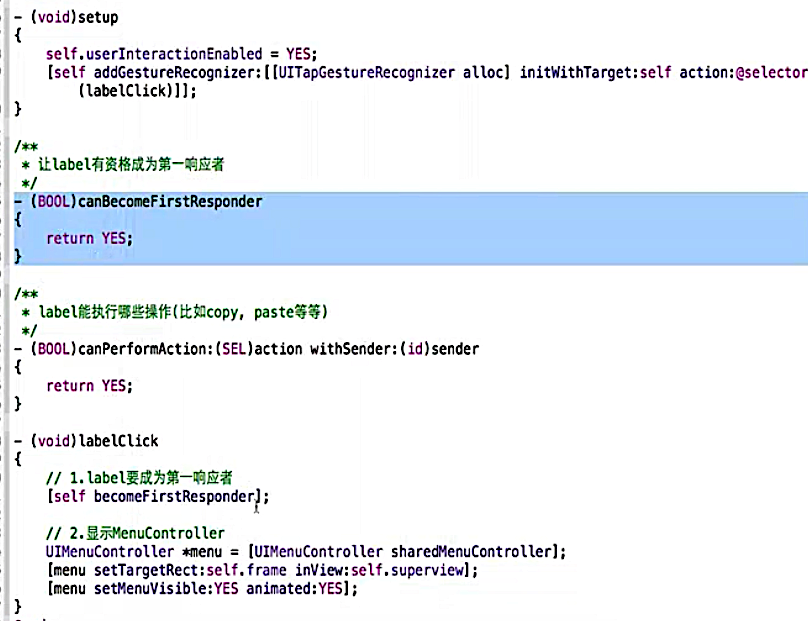 - (void)setup
{
    self.userInteractionEnabled = YES;
    [self addGestureRecognizer:[[UITapGestureRecognizer alloc] initWithTarget:self action:@selector
        (labelClick)]];
}
/**
 * 让label有资格成为第一响应者
 */
- (BOOL)canBecomeFirstResponder
{
    return YES;
}
/**
 * label能执行哪些操作(比如copy, paste等等)
 */
- (BOOL)canPerformAction:(SEL)action withSender:(id)sender
{
    return YES;
}
- (void)labelClick
{
    // 1.label要成为第一响应者
    [self becomeFirstResponder];
    // 2.显示MenuController
    UIMenuController *menu = [UIMenuController sharedMenuController];
    [menu setTargetRect:self.frame inView:self.superview];
    [menu setMenuVisible:YES animated:YES];
}